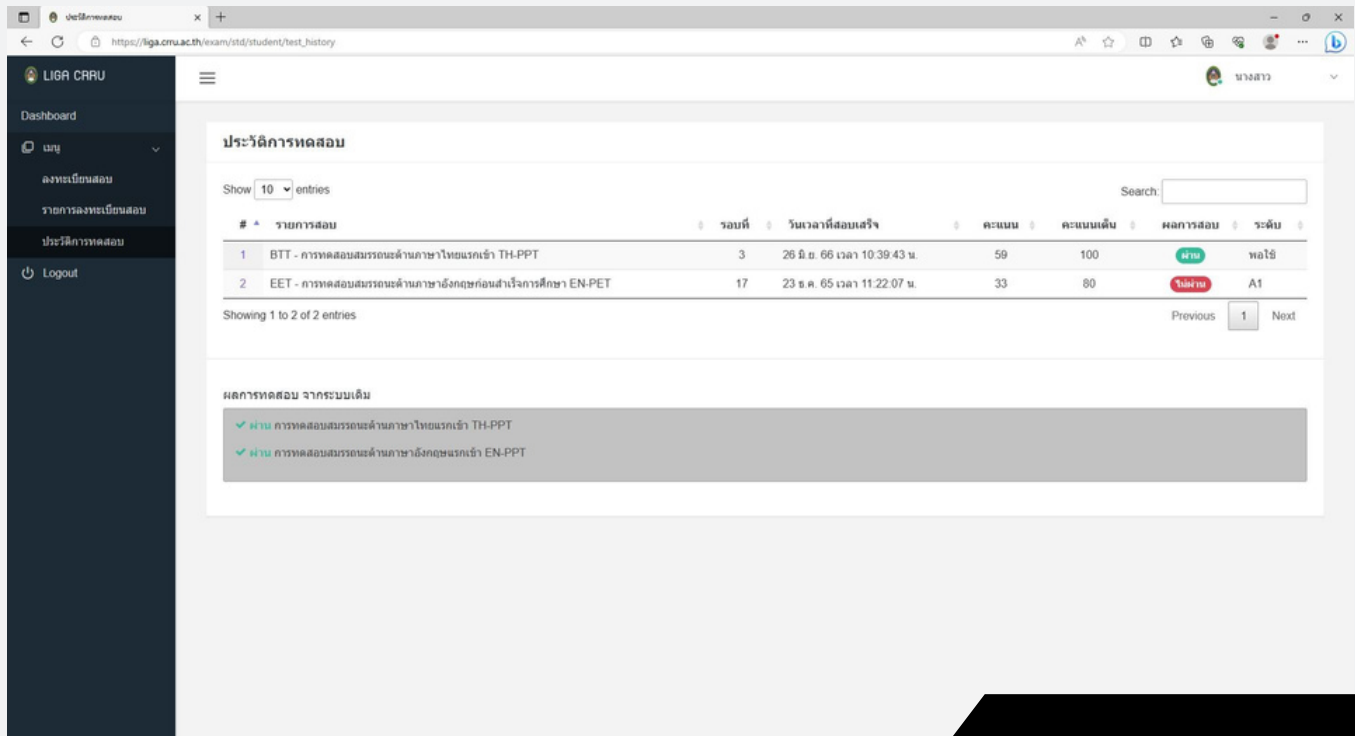 ประวัติการทดสอบ
https://liga.crru.ac.th/exam/std/student/test_history
LIGA CRRU
นางสาว
Dashboard
เมนู
ลงทะเบียนสอบ
รายการลงทะเบียนสอบ
ประวัติการทดสอบ
Logout
ประวัติการทดสอบ
Show 10 entries
Search:
# รายการสอบ รอบที่ วันเวลาที่สอบเสร็จ คะแนน คะแนนเต็ม ผลการสอบ ระดับ
1 BTT - การทดสอบสมรรถนะด้านภาษาไทยแรกเข้า TH-PPT 3 26 มิ.ย. 66 เวลา 10:39:43 น. 59 100 ผ่าน พอใช้
2 EET - การทดสอบสมรรถนะด้านภาษาอังกฤษก่อนสำเร็จการศึกษา EN-PET 17 23 ธ.ค. 65 เวลา 11:22:07 น. 33 80 ไม่ผ่าน A1
Showing 1 to 2 of 2 entries
Previous 1 Next
ผลการทดสอบ จากระบบเดิม
ผ่าน การทดสอบสมรรถนะด้านภาษาไทยแรกเข้า TH-PPT
ผ่าน การทดสอบสมรรถนะด้านภาษาอังกฤษแรกเข้า EN-PPT